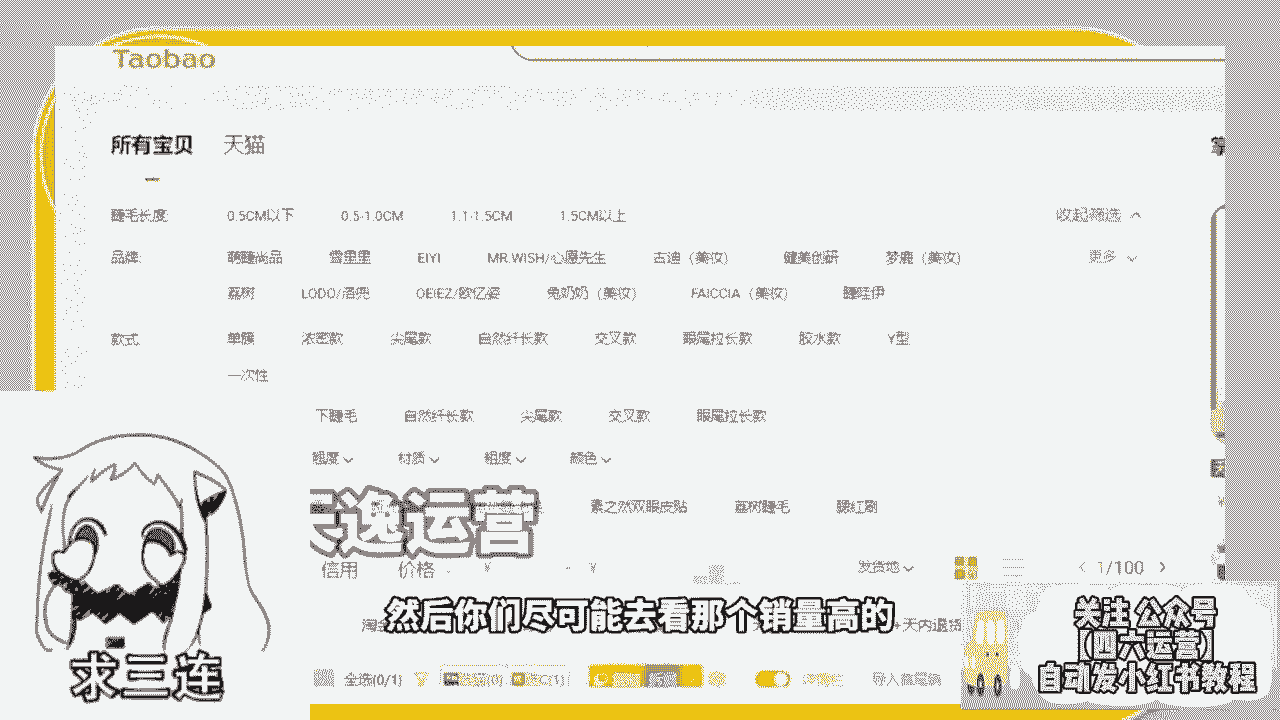 Taobao
所有宝贝 天猫
睫毛长度: 0.5CM以下 0.5-1.0CM 1.1-1.5CM 1.5CM以上 收起筛选
品牌: 萌睫尚品 雪里里 EIYI MR.WISH/心愿先生 古迪（美妆） 健美创研 梦鹿（美妆） 更多
荔树 LODO/洛兜 OEIEZ/欧亿姿 兔奶奶（美妆） FAICCIA（美妆）
款式: 单簇 浓密款 尖尾款 自然纤长款 交叉款 眼尾拉长款 胶水款 Y型
一次性
下睫毛 自然纤长款 尖尾款 交叉款 眼尾拉长款
粗度 材质 粗度 颜色
逸运营
素之然双眼皮贴 荔树睫毛 腮红刷
信用 价格 ¥ - ¥ 发货地 1/100
然后你们尽可能去看那个销量高的
天内退货
全选(0/1)
关注 公众号
(四六运营)
自动发小红书教程
求三连